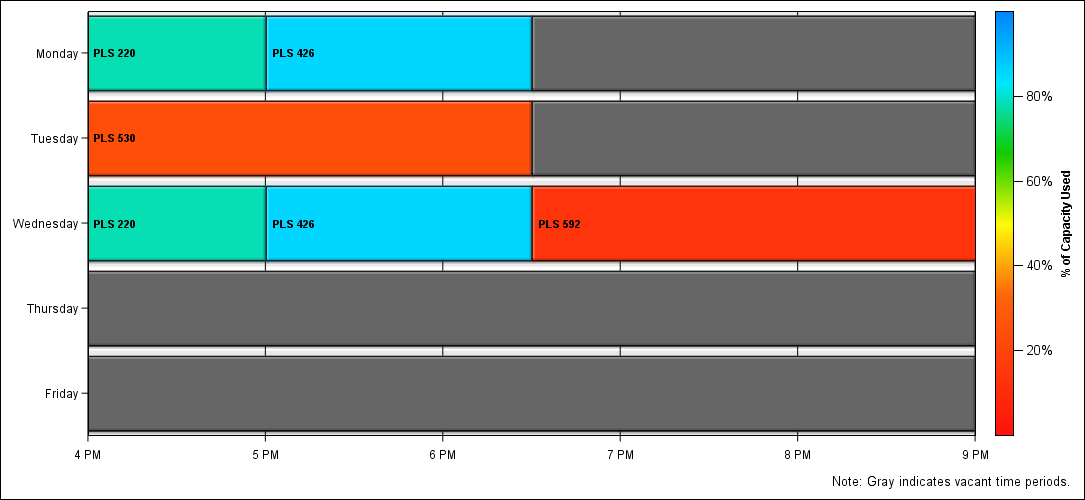 Monday
PLS 220
PLS 426
Tuesday
PLS 530
Wednesday
PLS 220
PLS 426
PLS 592
Thursday
Friday
4 PM
5 PM
6 PM
7 PM
8 PM
9 PM
80%
60%
40%
20%
% of Capacity Used
Note: Gray indicates vacant time periods.